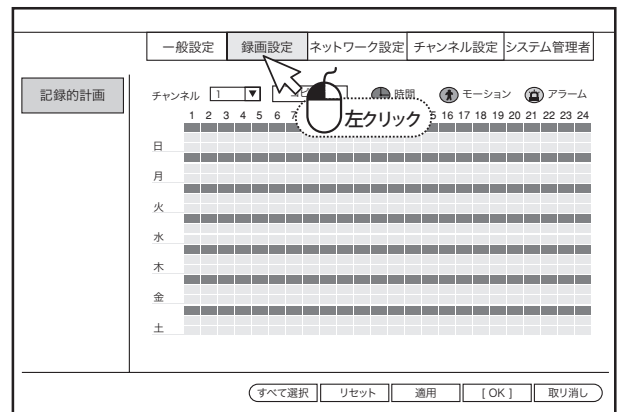 一般設定 録画設定 ネットワーク設定 チャンネル設定 システム管理者
記録的計画
チャンネル 1 時間 モーション アラーム
左クリック
1 2 3 4 5 6 16 17 18 19 20 21 22 23 24
日
月
火
水
木
金
土
すべて選択 リセット 適用 [ OK ] 取り消し